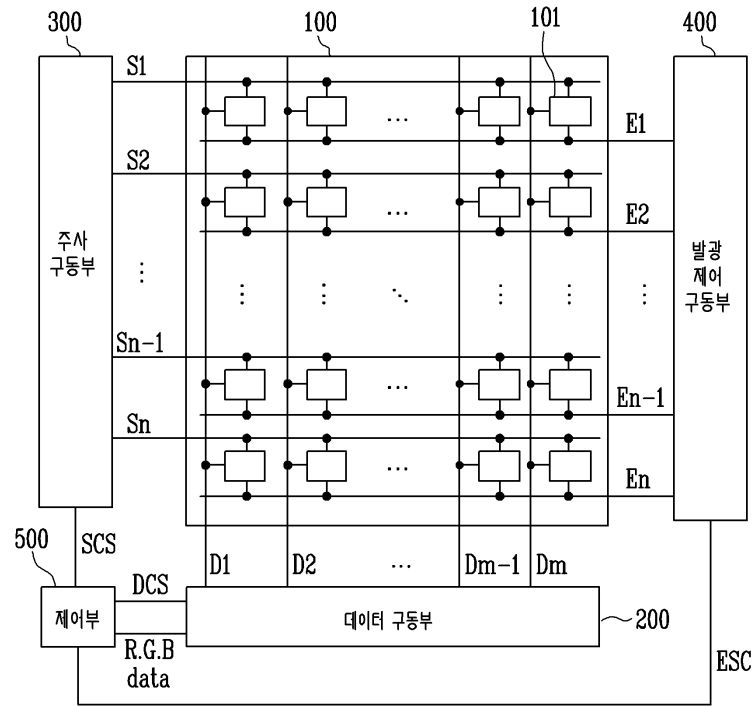 300
100
101
400
S1
...
E1
S2
...
E2
주사
구동부
발광
제어
구동부
Sn-1
...
En-1
Sn
...
En
500
SCS
D1
D2
...
Dm-1
Dm
DCS
제어부
데이터 구동부
200
R.G.B
data
ESC